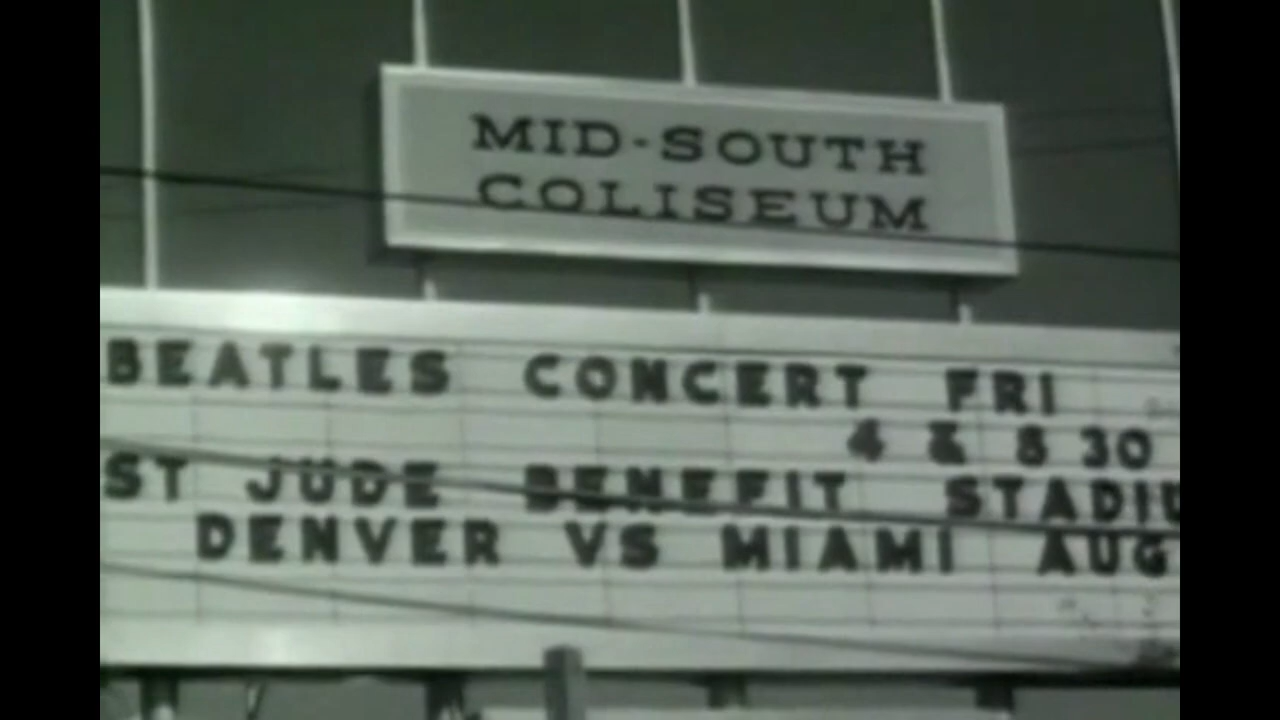 MID-SOUTH
COLISEUM
BEATLES CONCERT FRI
4 & 8 30
ST JUDE BENEFIT STADIU
DENVER VS MIAMI AUG